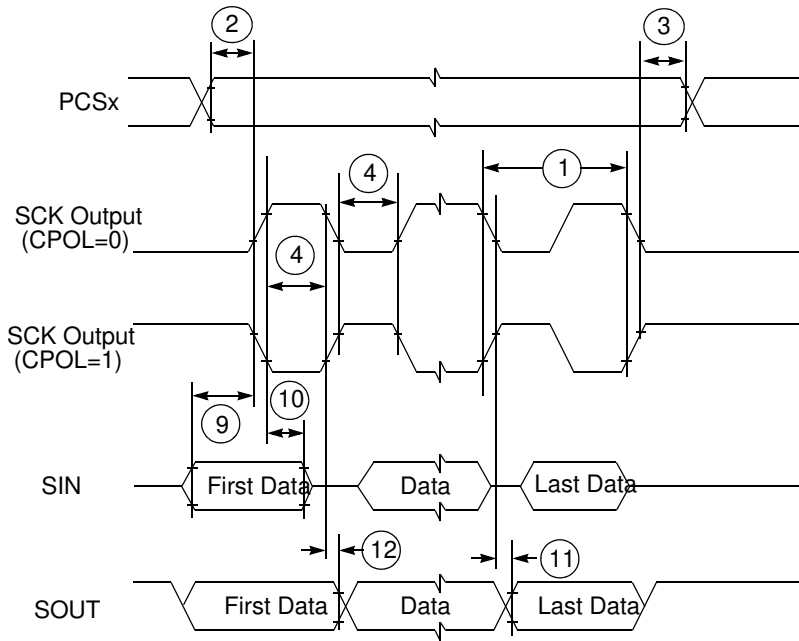 2
3
PCSx
4
1
SCK Output
(CPOL=0)
4
SCK Output
(CPOL=1)
9
10
SIN
First Data
Data
Last Data
12
11
SOUT
First Data
Data
Last Data